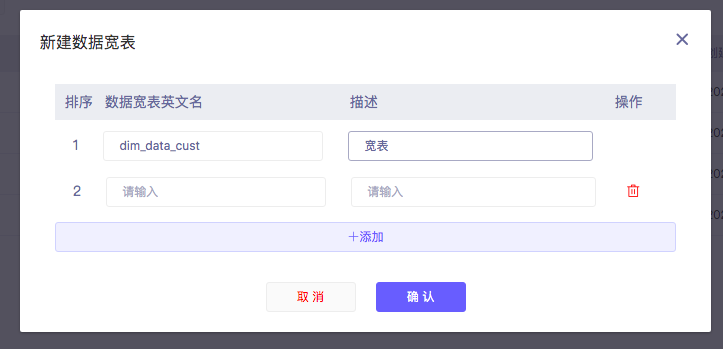 新建数据宽表
排序 数据宽表英文名 描述 操作
1 dim_data_cust 宽表
2 请输入 请输入
+添加
取 消 确 认